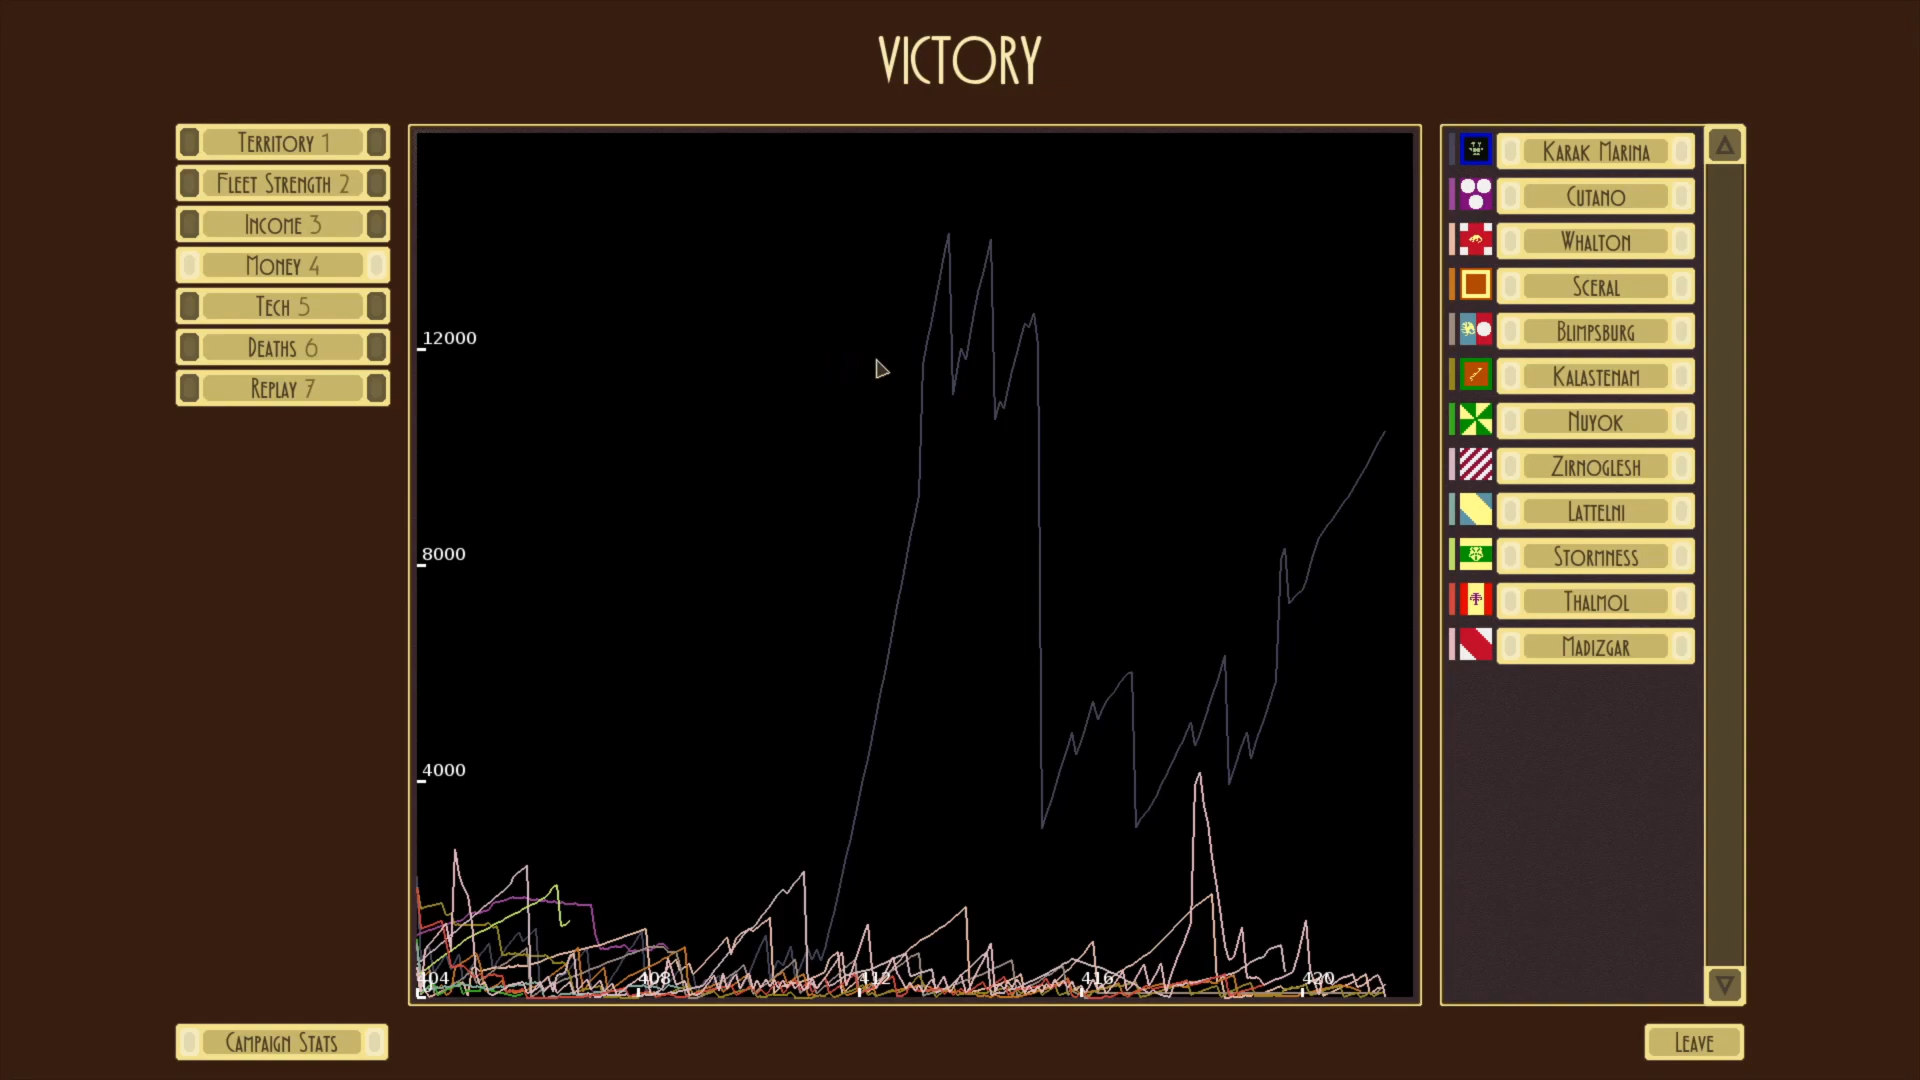 VICTORY
TERRITORY 1
FLEET STRENGTH 2
INCOME 3
MONEY 4
TECH 5
DEATHS 6
REPLAY 7
12000
8000
4000
404
408
412
416
420
KARAK MARINA
CUTANO
WHALTON
SCERAL
BLIMPSBURG
KALASTENAM
NUYOK
ZIRNOGLESH
LATTELNI
STORMNESS
THALMOL
MADIZGAR
CAMPAIGN STATS
LEAVE